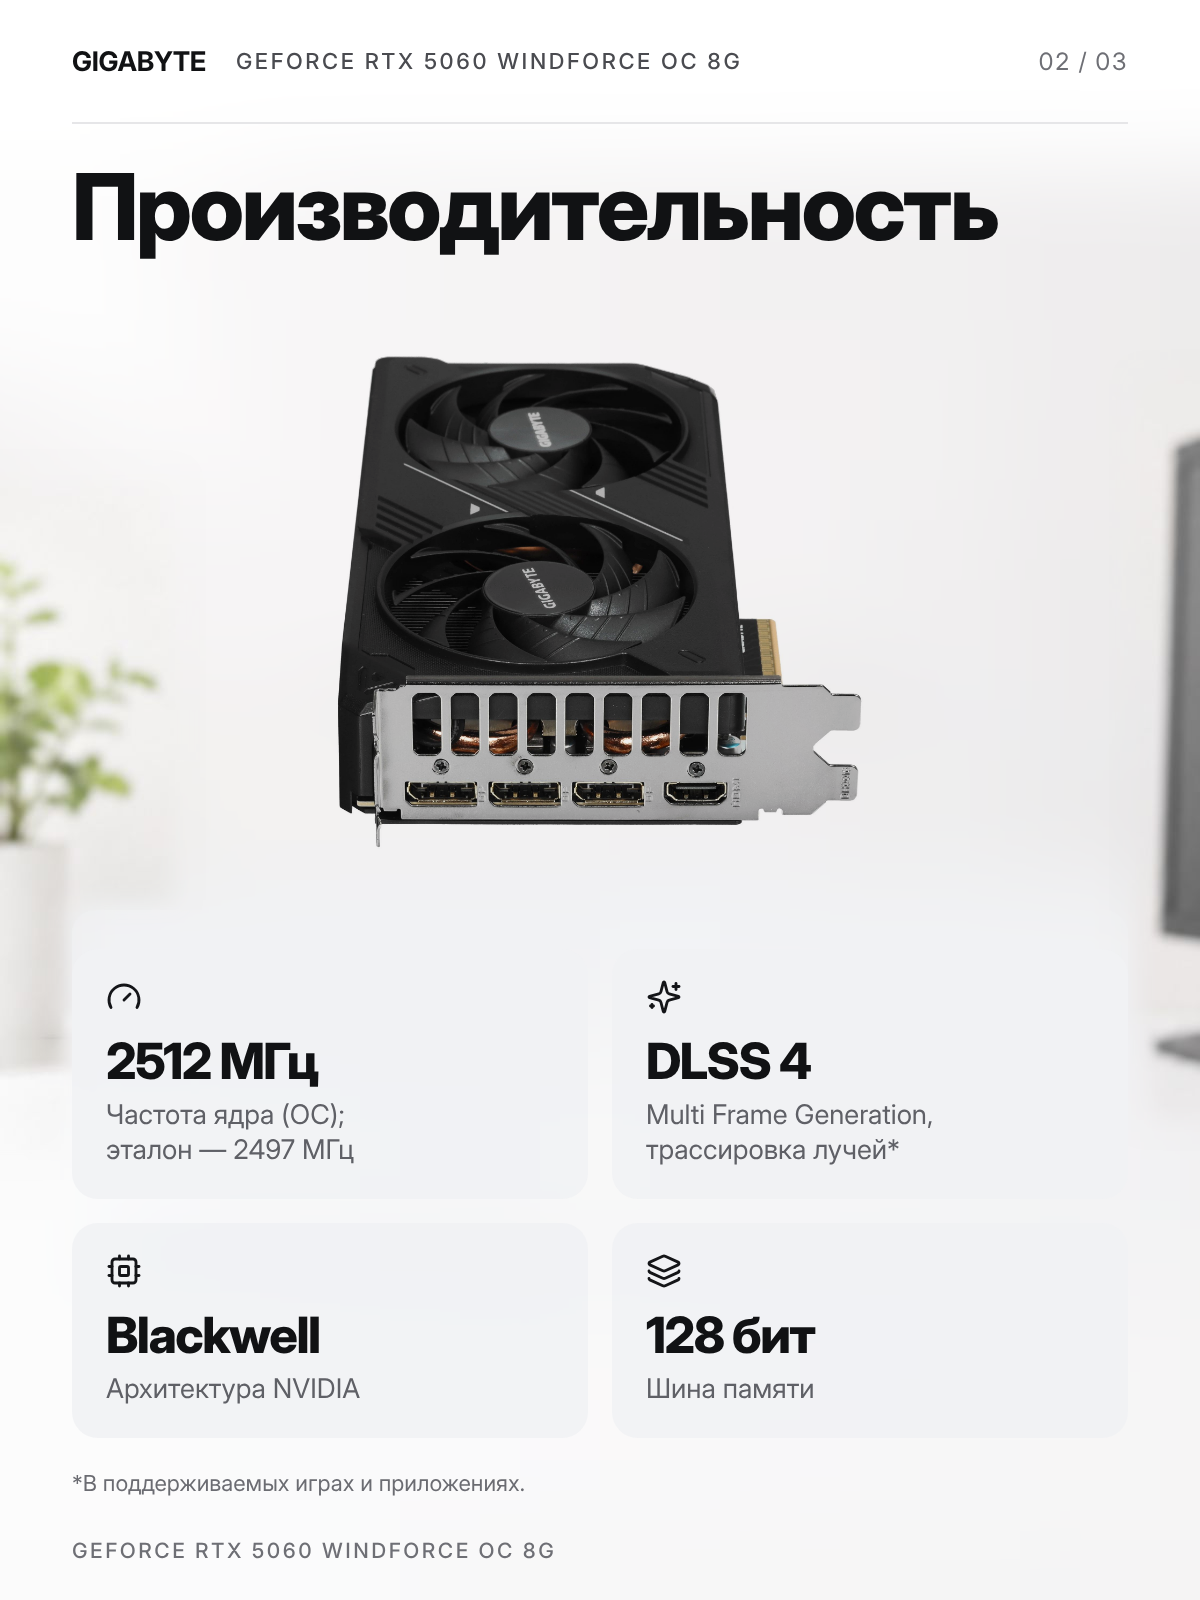 GIGABYTE GEFORCE RTX 5060 WINDFORCE OC 8G 02 / 03
Производительность
GIGABYTE
GIGABYTE
2512 МГц
Частота ядра (OC);
эталон — 2497 МГц
DLSS 4
Multi Frame Generation,
трассировка лучей*
Blackwell
Архитектура NVIDIA
128 бит
Шина памяти
*В поддерживаемых играх и приложениях.
GEFORCE RTX 5060 WINDFORCE OC 8G